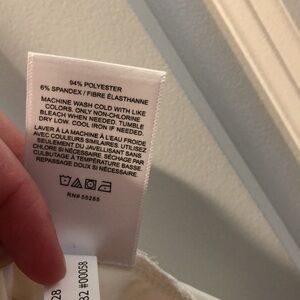 94% POLYESTER
6% SPANDEX / FIBRE ÉLASTHANNE
MACHINE WASH COLD WITH LIKE
COLORS. ONLY NON-CHLORINE
BLEACH WHEN NEEDED. TUMBLE
DRY LOW. COOL IRON IF NEEDED.
LAVER À LA MACHINE À L'EAU FROIDE
AVEC COULEURS SIMILAIRES. UTILISEZ
SEULEMENT DU JAVELLISANT SANS
CHLORE SI NÉCESSAIRE. SÉCHAGE PAR
CULBUTAGE À TEMPÉRATURE BASSE.
REPASSAGE DOUX SI NÉCESSAIRE.
RN# 55285